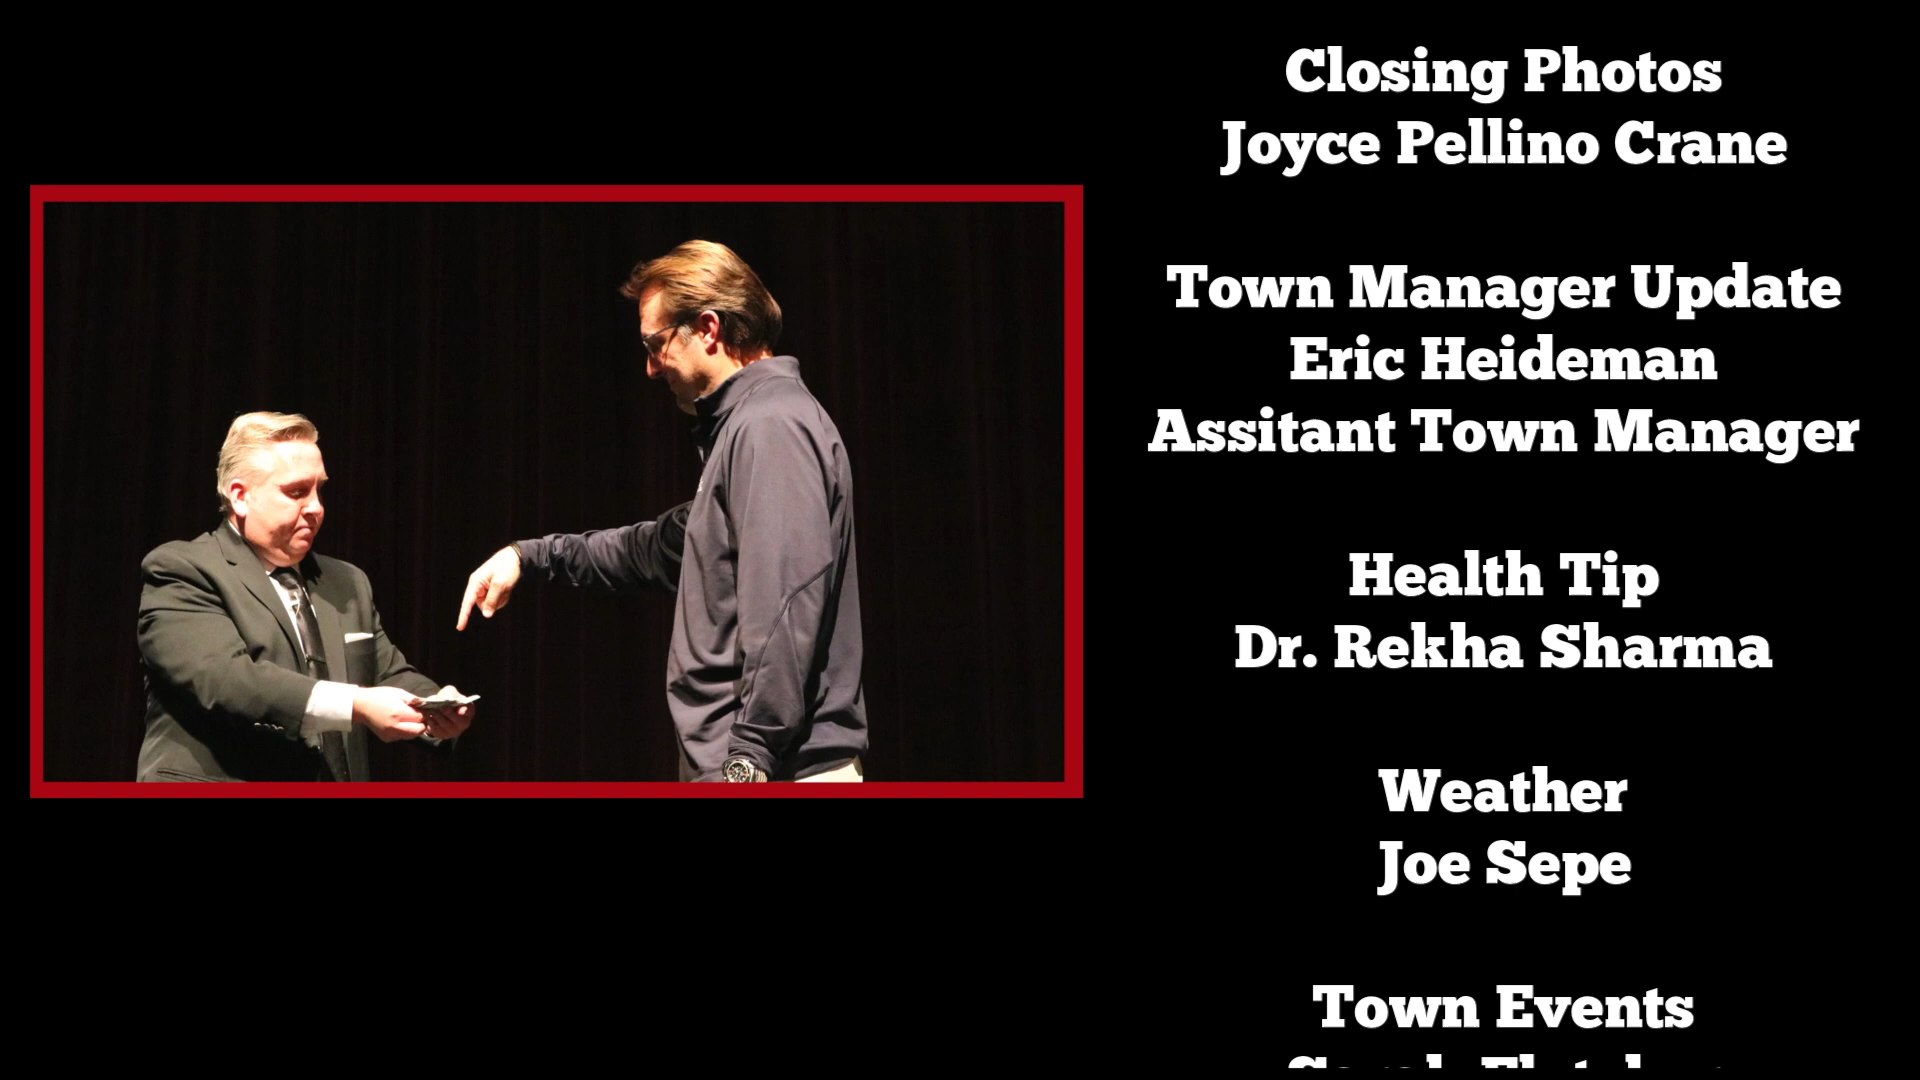 Closing Photos
Joyce Pellino Crane
Town Manager Update
Eric Heideman
Assitant Town Manager
Health Tip
Dr. Rekha Sharma
Weather
Joe Sepe
Town Events